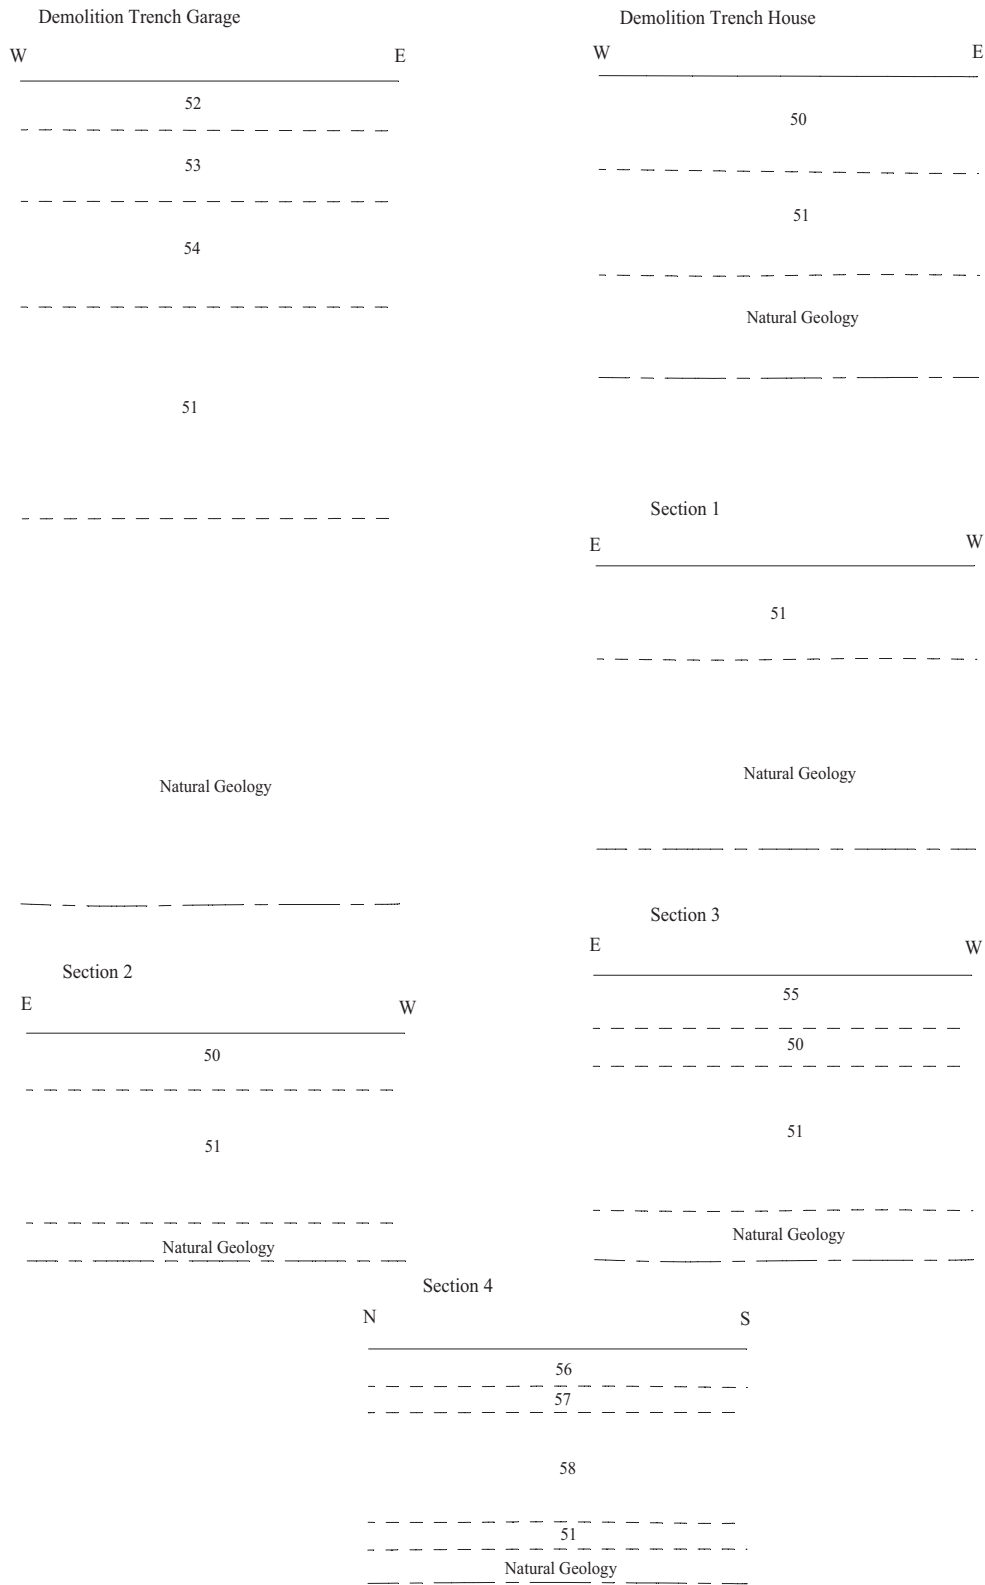 Demolition Trench Garage
W E
52
53
54
51
Natural Geology
Demolition Trench House
W E
50
51
Natural Geology
Section 1
E W
51
Natural Geology
Section 2
E W
50
51
Natural Geology
Section 3
E W
55
50
51
Natural Geology
Section 4
N S
56
57
58
51
Natural Geology